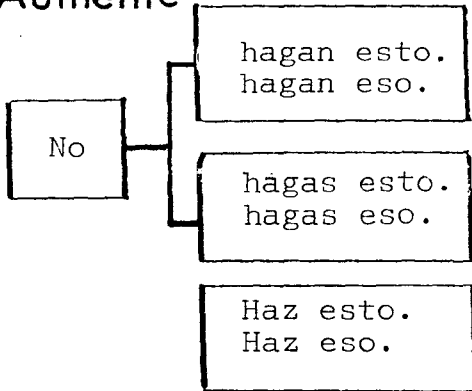 Aumente
No
hagan esto.
hagan eso.
hagas esto.
hagas eso.
Haz esto.
Haz eso.